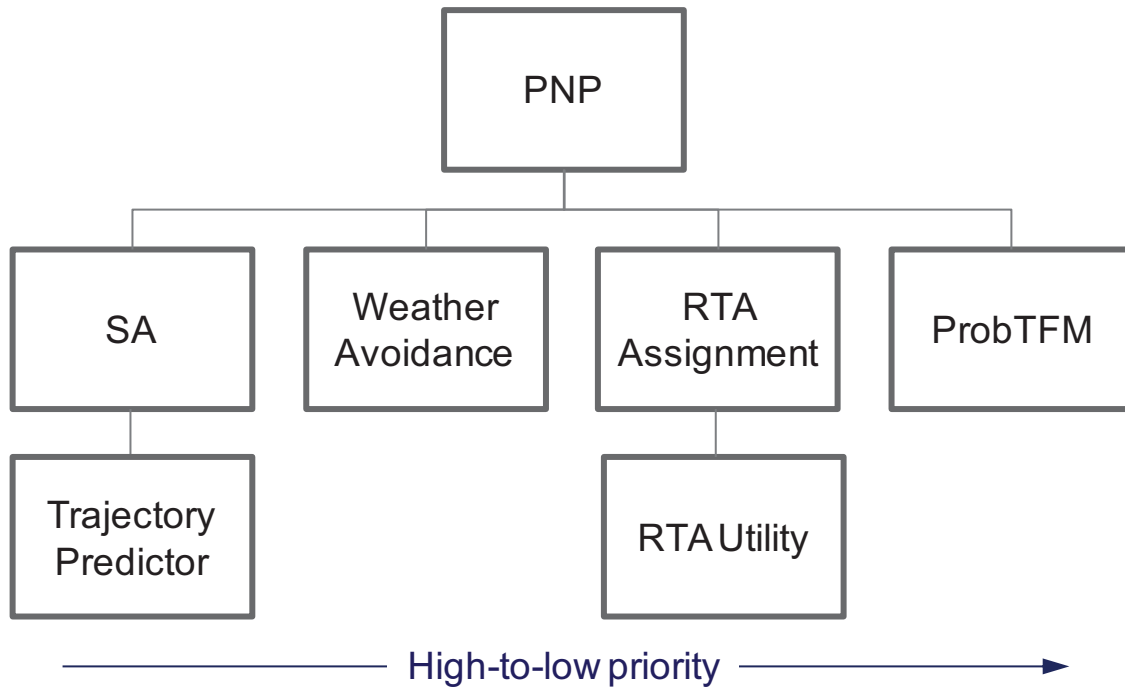 PNP
SA
Weather
Avoidance
RTA
Assignment
ProbTFM
Trajectory
Predictor
RTA Utility
High-to-low priority